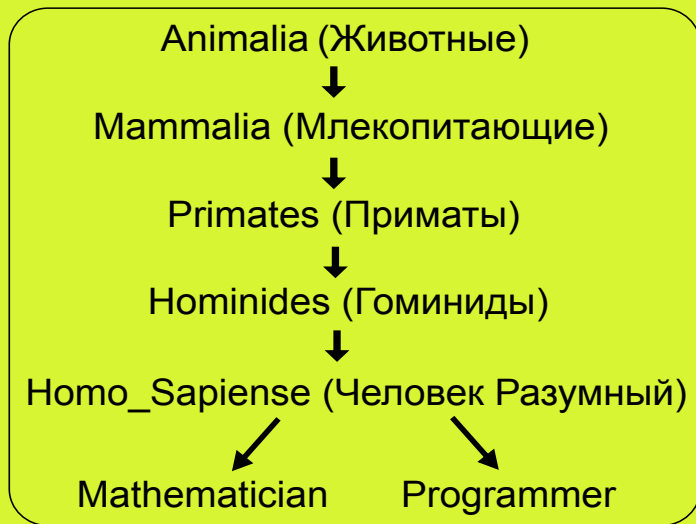 Animalia (Животные)
Mammalia (Млекопитающие)
Primates (Приматы)
Hominides (Гоминиды)
Homo_Sapiense (Человек Разумный)
Mathematician Programmer